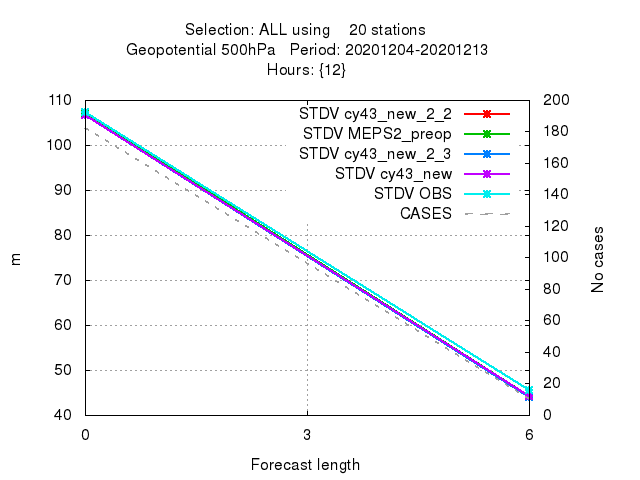 Selection: ALL using    20 stations
Geopotential 500hPa   Period: 20201204-20201213
Hours: {12}
110 200
100 180
90 160
80 140
70 120
60 100
50 80
40 60
40
20
0
STDV cy43_new_2_2
STDV MEPS2_preop
STDV cy43_new_2_3
STDV cy43_new
STDV OBS
CASES
m
No cases
0 3 6
Forecast length